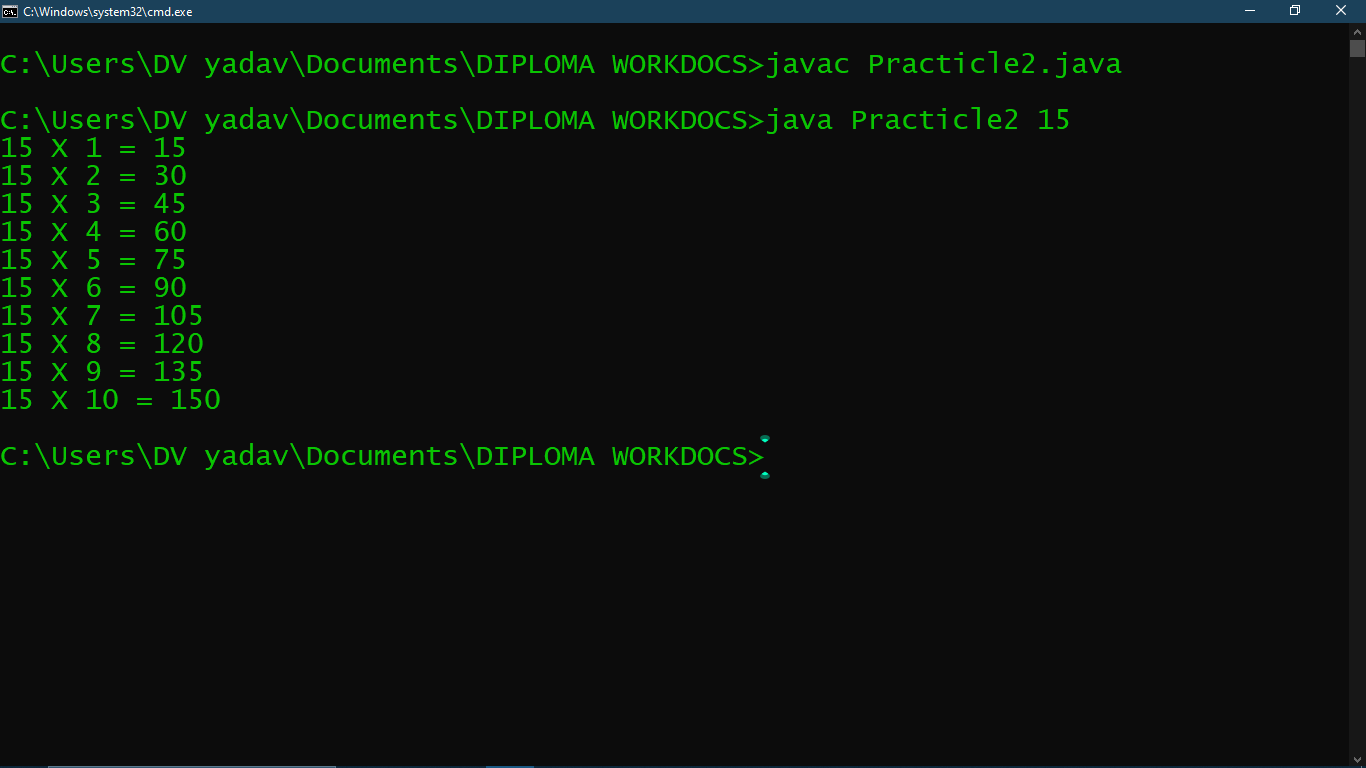 C:\Windows\system32\cmd.exe
C:\Users\DV yadav\Documents\DIPLOMA WORKDOCS>javac Practicle2.java
C:\Users\DV yadav\Documents\DIPLOMA WORKDOCS>java Practicle2 15
15 X 1 = 15
15 X 2 = 30
15 X 3 = 45
15 X 4 = 60
15 X 5 = 75
15 X 6 = 90
15 X 7 = 105
15 X 8 = 120
15 X 9 = 135
15 X 10 = 150
C:\Users\DV yadav\Documents\DIPLOMA WORKDOCS>